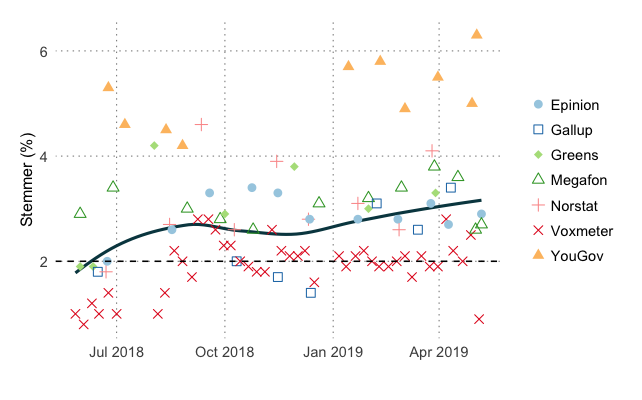 Stemmer (%)
6
4
2
Jul 2018
Oct 2018
Jan 2019
Apr 2019
Epinion
Gallup
Greens
Megafon
Norstat
Voxmeter
YouGov